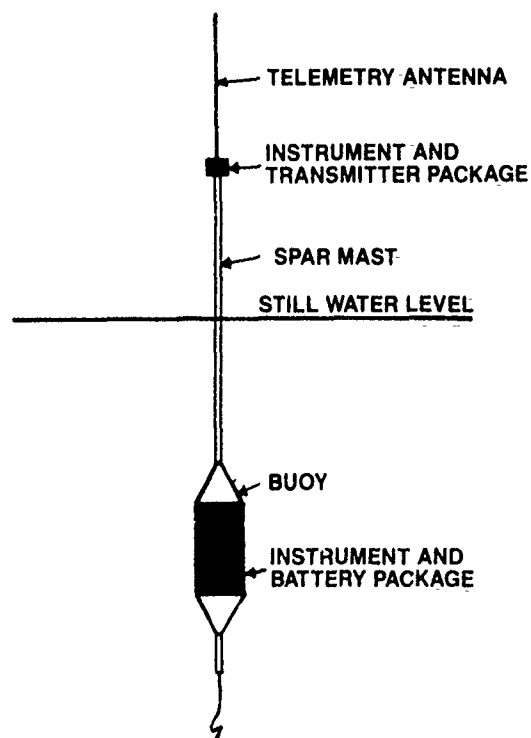 TELEMETRY ANTENNA
INSTRUMENT AND
TRANSMITTER PACKAGE
SPAR MAST
STILL WATER LEVEL
BUOY
INSTRUMENT AND
BATTERY PACKAGE